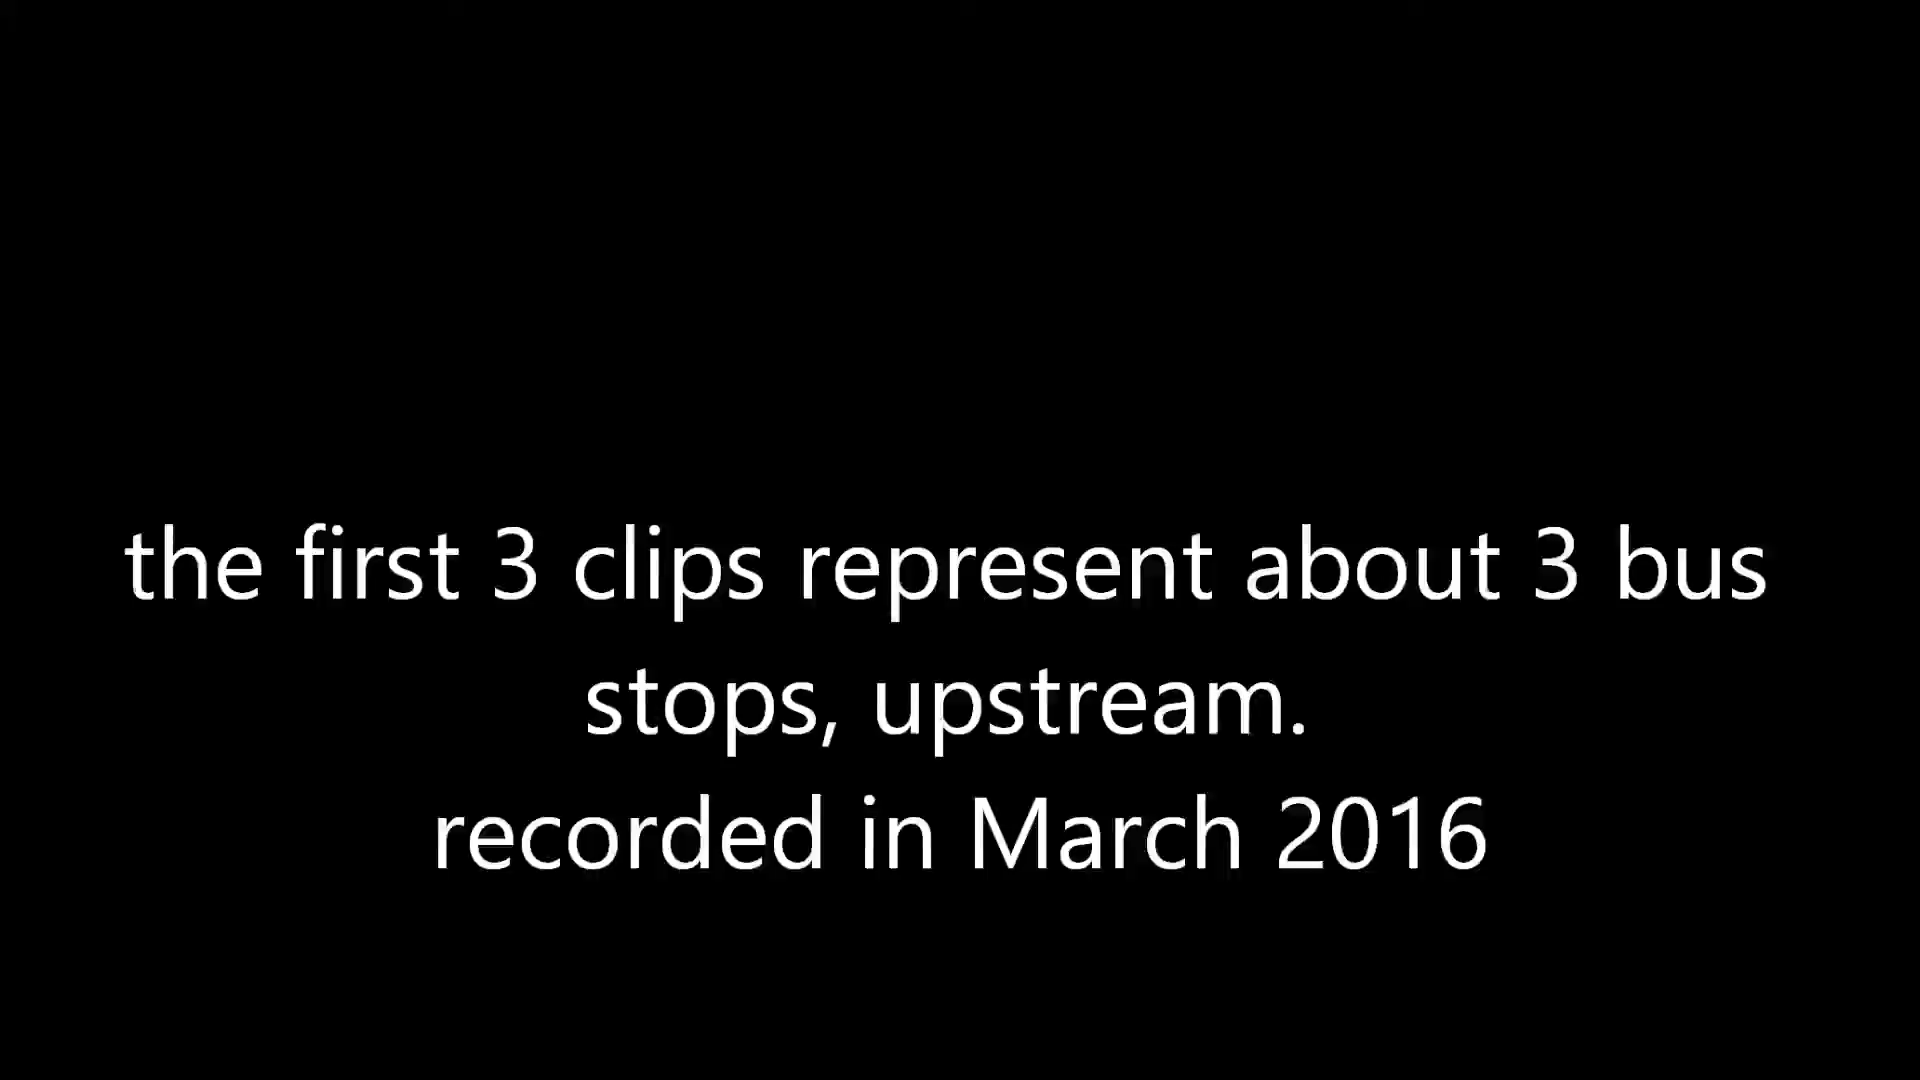 the first 3 clips represent about 3 bus
stops, upstream.
recorded in March 2016